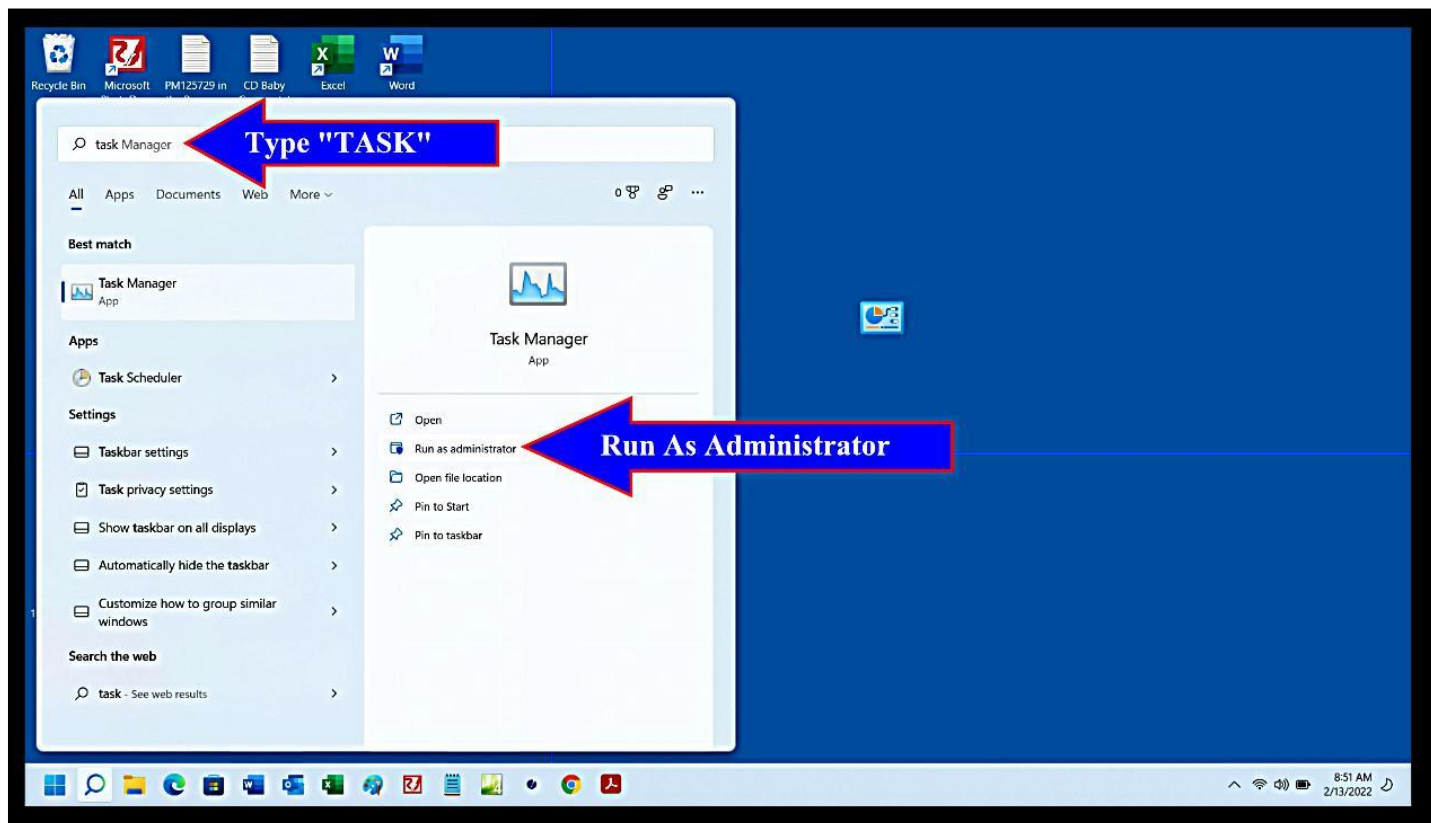 Recycle Bin
Microsoft
PM125729 in
CD Baby
Excel
Word
task Manager
Type "TASK"
All Apps Documents Web More
0
Best match
Task Manager
App
Apps
Task Scheduler
Settings
Taskbar settings
Task privacy settings
Show taskbar on all displays
Automatically hide the taskbar
Customize how to group similar
windows
Search the web
task - See web results
Task Manager
App
Open
Run as administrator
Run As Administrator
Open file location
Pin to Start
Pin to taskbar
8:51 AM
2/13/2022